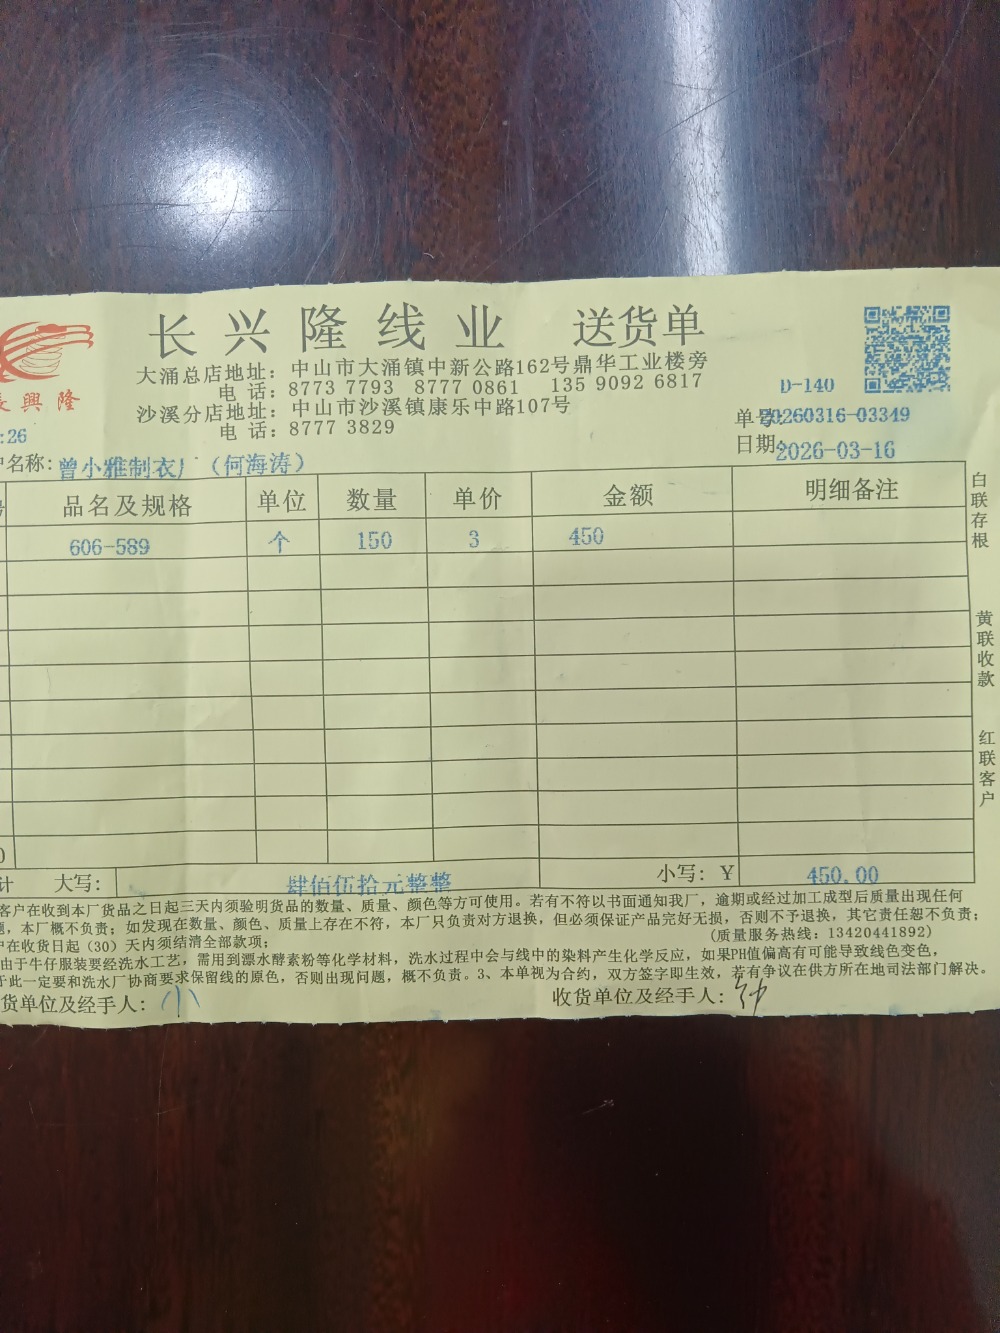 长兴隆线业 送货单
大涌总店地址：中山市大涌镇中新公路162号鼎华工业楼旁
电 话：8773 7793 8777 0861 135 9092 6817
沙溪分店地址：中山市沙溪镇康乐中路107号
电 话：8777 3829
長興隆
D-140
单号:20260316-03349
日期:2026-03-16
:26
户名称:曾小雅制衣厂（何海涛）
品名及规格 单位 数量 单价 金额 明细备注
606-589 个 150 3 450
白联存根
黄联收款
红联客户
计 大写： 肆佰伍拾元整整 小写：Y 450.00
客户在收到本厂货品之日起三天内须验明货品的数量、质量、颜色等方可使用。若有不符以书面通知我厂，逾期或经过加工成型后质量出现任何
题，本厂概不负责；如发现在数量、颜色、质量上存在不符，本厂只负责对方退换，但必须保证产品完好无损，否则不予退换，其它责任恕不负责；
户在收货日起（30）天内须结清全部款项； (质量服务热线：13420441892)
由于牛仔服装要经洗水工艺，需用到漂水酵素粉等化学材料，洗水过程中会与线中的染料产生化学反应，如果PH值偏高有可能导致线色变色，
于此一定要和洗水厂协商要求保留线的原色，否则出现问题，概不负责。3、本单视为合约，双方签字即生效，若有争议在供方所在地司法部门解决。
货单位及经手人： 收货单位及经手人：